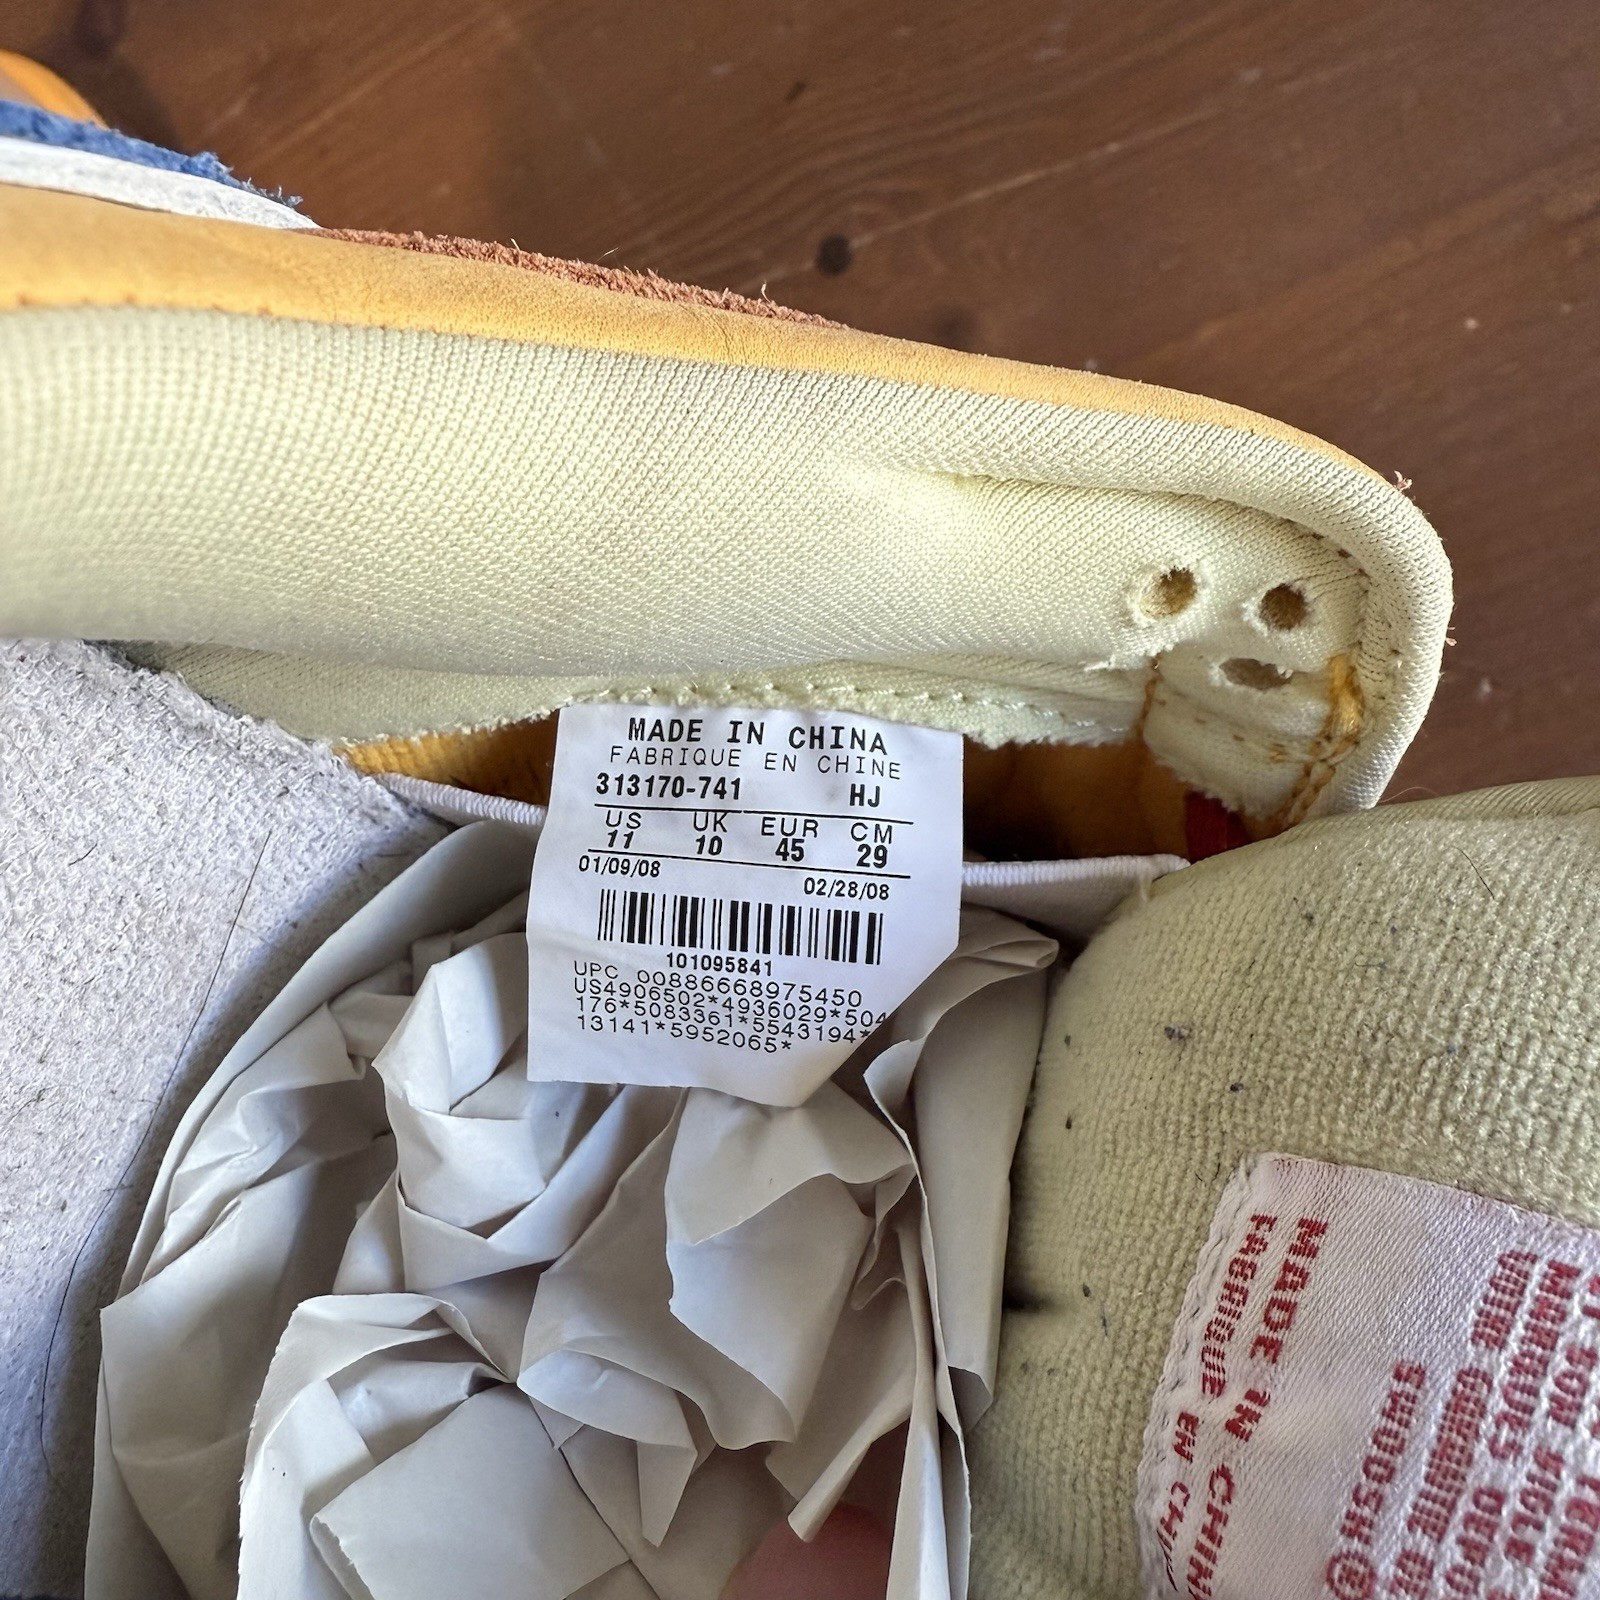 MADE IN CHINA
FABRIQUE EN CHINE
313170-741 HJ
US UK EUR CM
11 10 45 29
01/09/08
02/28/08
101095841
UPC 00886668975450
US4906502*4936029*504
176*5083361*5543194*
13141*5952065*
MADE IN CHINA
FABRIQUE EN CHINE
SWOOSH®